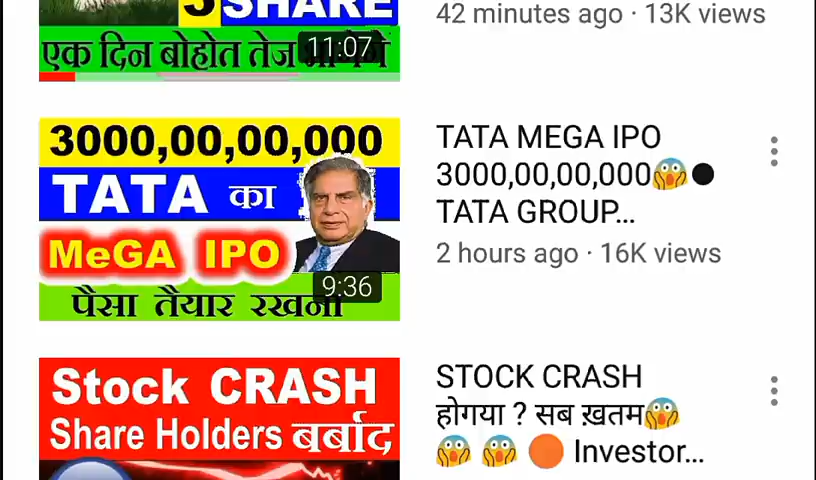 5 SHARE
42 minutes ago · 13K views
एक दिन बोहोत तेज
11:07
3000,00,00,000
TATA का
MeGA IPO
9:36
पैसा तैयार रखना
TATA MEGA IPO
3000,00,00,000😱⚫
TATA GROUP...
2 hours ago · 16K views
Stock CRASH
Share Holders बर्बाद
STOCK CRASH
होगया ? सब ख़तम😱
😱 😱 🟠 Investor...